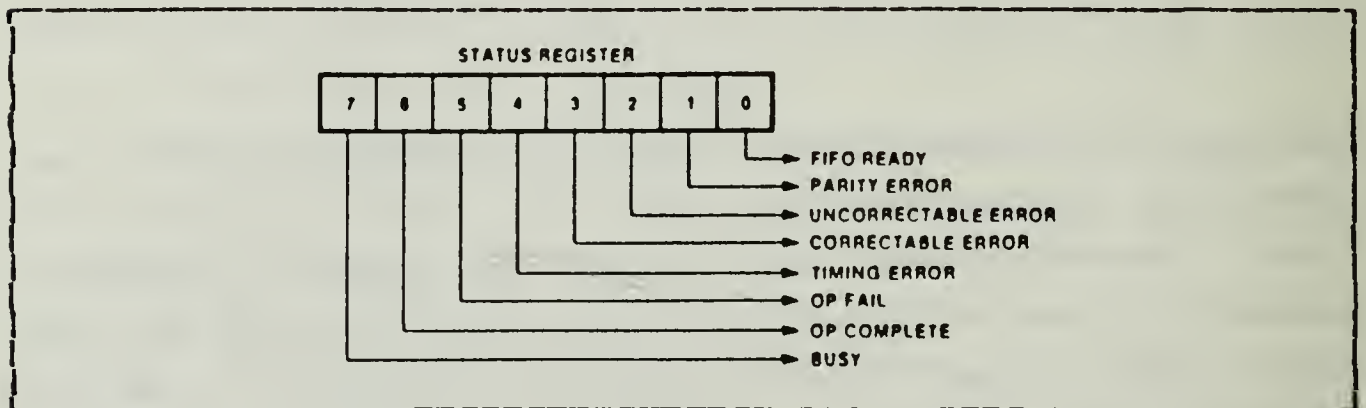 STATUS REGISTER
7 6 5 4 3 2 1 0
FIFO READY
PARITY ERROR
UNCORRECTABLE ERROR
CORRECTABLE ERROR
TIMING ERROR
OP FAIL
OP COMPLETE
BUSY